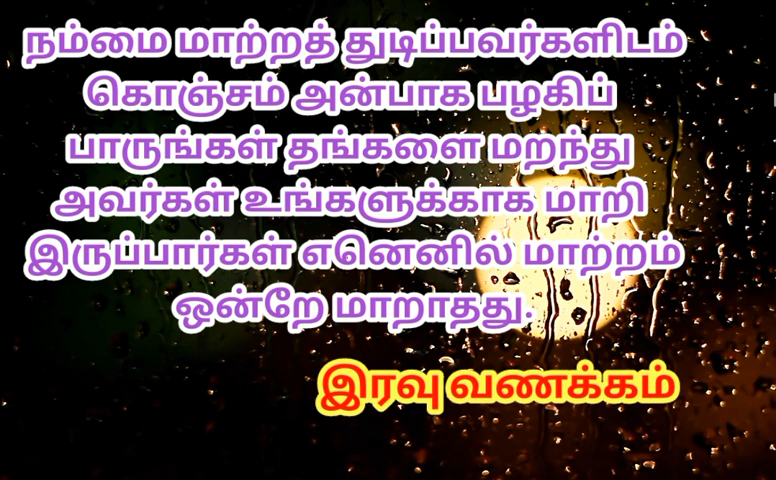 நம்மை மாற்றத் துடிப்பவர்களிடம்
கொஞ்சம் அன்பாக பழகிப்
பாருங்கள் தங்களை மறந்து
அவர்கள் உங்களுக்காக மாறி
இருப்பார்கள் எனெனில் மாற்றம்
ஒன்றே மாறாதது.
இரவு வணக்கம்